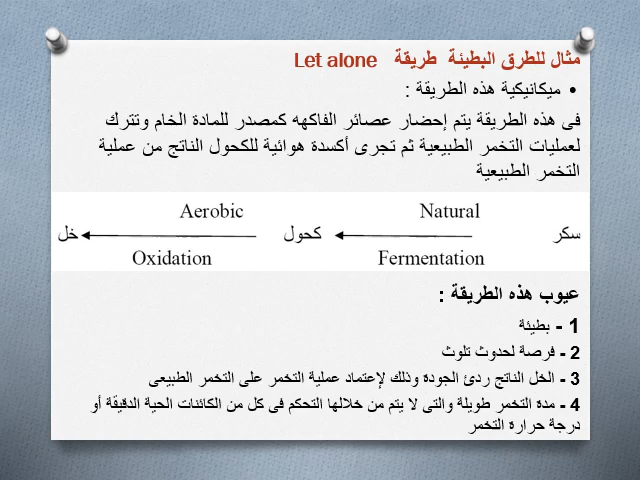 مثال للطرق البطيئة طريقة Let alone
• ميكانيكية هذه الطريقة :
فى هذه الطريقة يتم إحضار عصائر الفاكهه كمصدر للمادة الخام وتترك
لعمليات التخمر الطبيعية ثم تجرى أكسدة هوائية للكحول الناتج من عملية
التخمر الطبيعية
Natural Aerobic
سكر كحول خل
Fermentation Oxidation
عيوب هذه الطريقة :
1 - بطيئة
2 - فرصة لحدوث تلوث
3 - الخل الناتج ردئ الجودة وذلك لإعتماد عملية التخمر على التخمر الطبيعى
4 - مدة التخمر طويلة والتى لا يتم من خلالها التحكم فى كل من الكائنات الحية الدقيقة أو
درجة حرارة التخمر